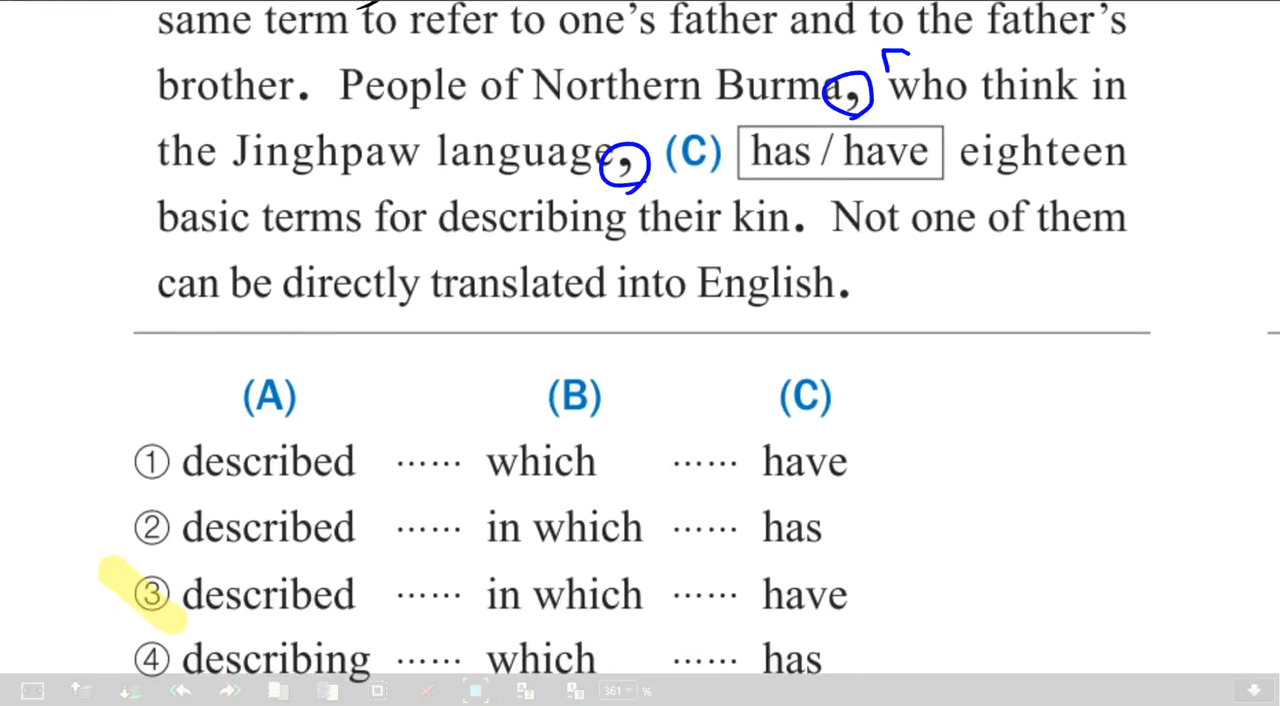 same term to refer to one's father and to the father's
brother. People of Northern Burma, who think in
the Jinghpaw language, (C) has / have eighteen
basic terms for describing their kin. Not one of them
can be directly translated into English.
(A) (B) (C)
① described ······ which ······ have
② described ······ in which ······ has
③ described ······ in which ······ have
④ describing ······ which ······ has
361 %